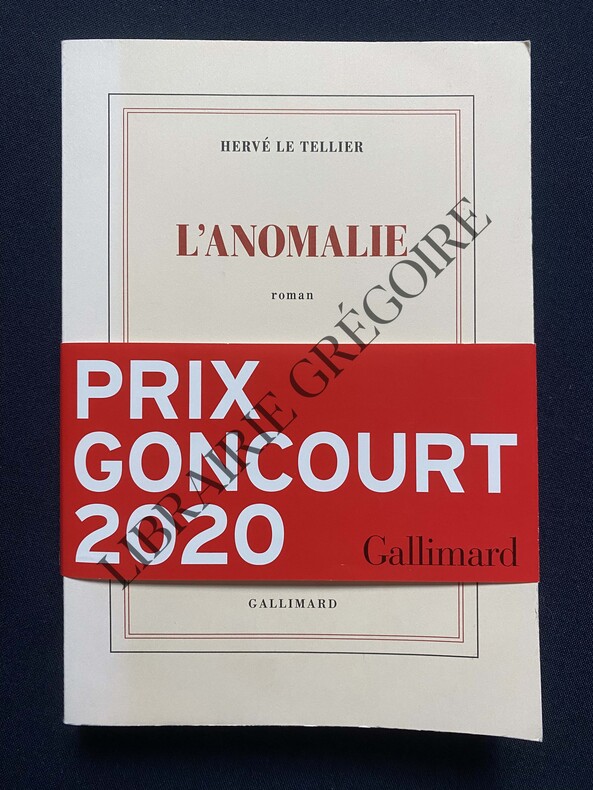 HERVÉ LE TELLIER
L'ANOMALIE
roman
PRIX
GONCOURT
2020
Gallimard
GALLIMARD
LIBRAIRIE GRÉGOIRE